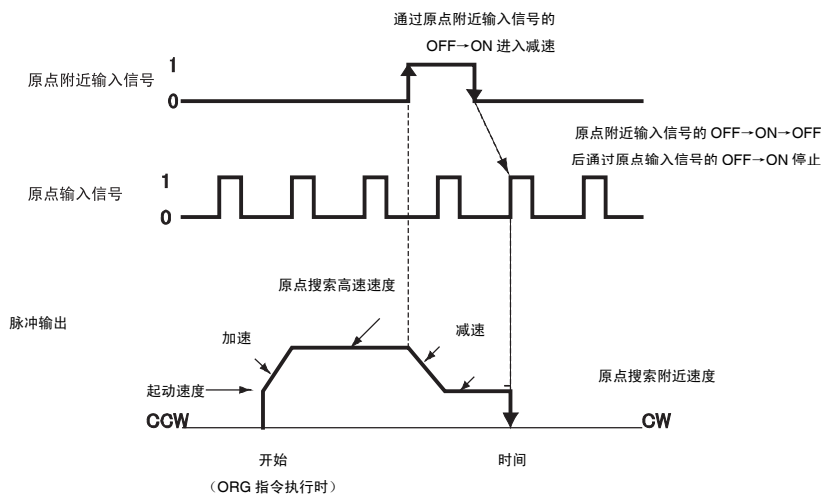 通过原点附近输入信号的
OFF→ON 进入减速
1
原点附近输入信号
0
原点附近输入信号的 OFF→ON→OFF
后通过原点输入信号的 OFF→ON 停止
1
原点输入信号
0
原点搜索高速速度
脉冲输出
加速
减速
原点搜索附近速度
起动速度
CCW
CW
开始
时间
（ORG 指令执行时）